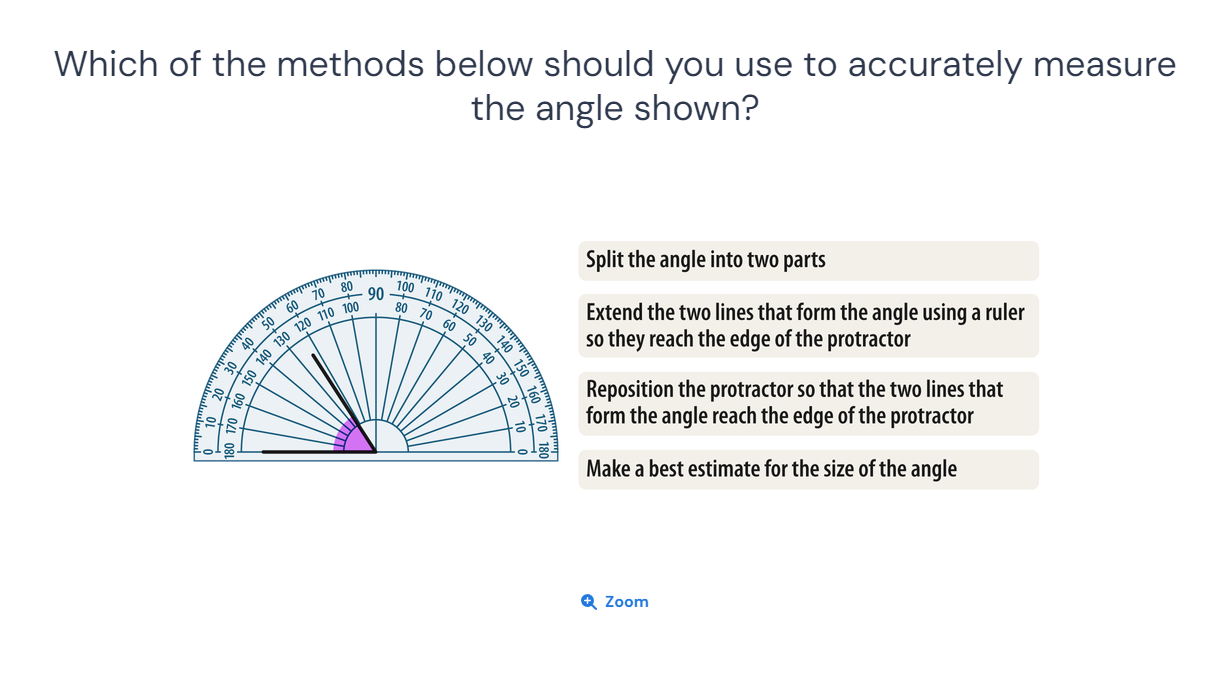 Which of the methods below should you use to accurately measure
the angle shown?
Split the angle into two parts
Extend the two lines that form the angle using a ruler
so they reach the edge of the protractor
Reposition the protractor so that the two lines that
form the angle reach the edge of the protractor
Make a best estimate for the size of the angle
0 10 20 30 40 50 60 70 80 90 100 110 120 130 140 150 160 170 180
180 170 160 150 140 130 120 110 100 80 70 60 50 40 30 20 10 0
Zoom